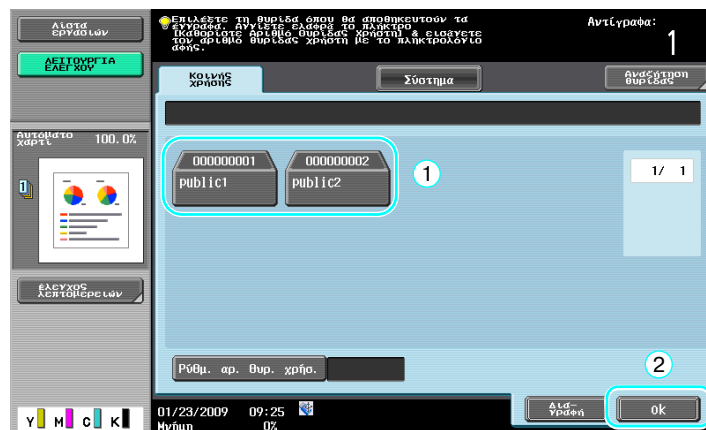 Λίστα
εργασιών
Επιλέξτε τη θυρίδα όπου θα αποθηκευτούν τα
έγγραφα. Αγγίξτε ελαφρά το πλήκτρο
[Καθορίστε Αριθμό Θυρίδας Χρήστη] & εισάγετε
τον αριθμό θυρίδας χρήστη με το πληκτρολόγιο
αφής.
Αντίγραφα:
1
ΛΕΙΤΟΥΡΓΙΑ
ΕΛΕΓΧΟΥ
Κοινής
χρήσης
Σύστημα
Αναζήτηση
θυρίδας
Αυτόματο
χαρτί
100.0%
000000001
public1
000000002
public2
1
1/ 1
1
έλεγχος
λεπτομερειών
Ρύθμ. αρ. θυρ. χρήσ.
2
Δια-
γραφή
Ok
Y M C K
01/23/2009 09:25
Μνήμη 0%